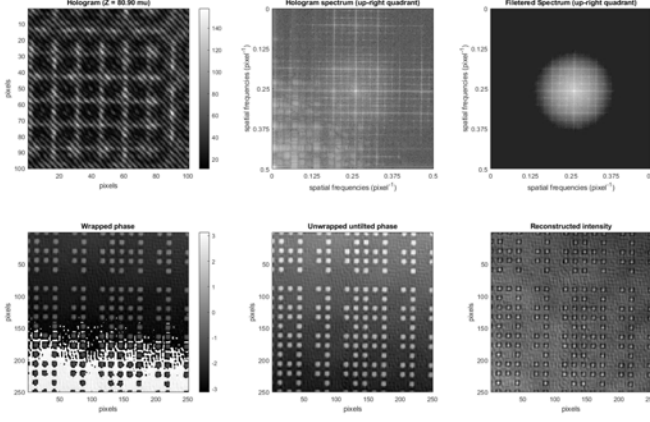 Hologram (Z = 80.90 mu)
Hologram spectrum (up-right quadrant)
Filetered Spectrum (up-right quadrant)
10
20
30
40
50
60
70
80
90
100
pixels
20 40 60 80 100
pixels
140
120
100
80
60
40
20
0
0.125
0.25
0.375
0.5
spatial frequencies (pixel⁻¹)
0 0.125 0.25 0.375 0.5
spatial frequencies (pixel⁻¹)
0
0.125
0.25
0.375
0.5
spatial frequencies (pixel⁻¹)
0 0.125 0.25 0.375
spatial frequencies (pixel⁻¹)
Wrapped phase
Unwrapped untilted phase
Reconstructed intensity
50
100
150
200
250
pixels
50 100 150 200 250
pixels
3
2
1
0
-1
-2
-3
50
100
150
200
250
pixels
50 100 150 200 250
pixels
50
100
150
200
250
pixels
50 100 150 200
pixels